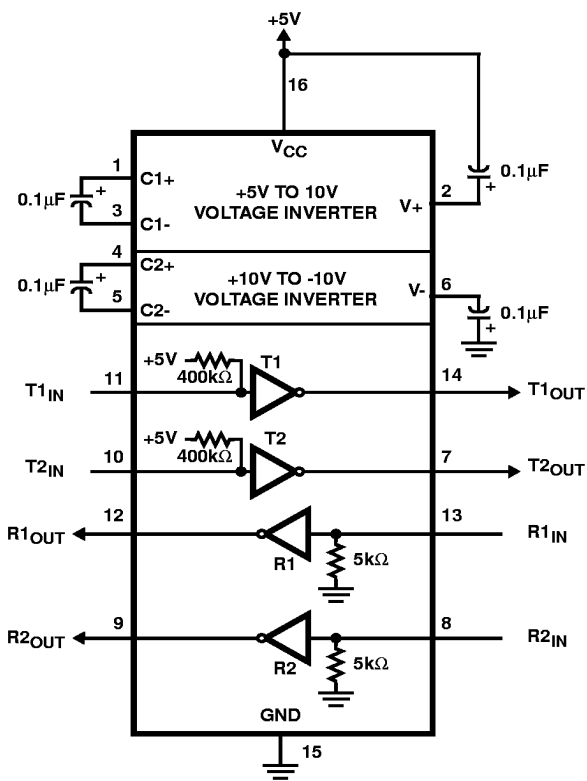 +5V
16
VCC
1
C1+
0.1µF
+
3
C1-
+5V TO 10V
VOLTAGE INVERTER
V+
2
0.1µF
+
4
C2+
0.1µF
+
5
C2-
+10V TO -10V
VOLTAGE INVERTER
V-
6
0.1µF
+
+5V
400kΩ
T1
T1IN
11
14
T1OUT
+5V
400kΩ
T2
T2IN
10
7
T2OUT
R1OUT
12
R1
13
R1IN
5kΩ
R2OUT
9
R2
8
R2IN
5kΩ
GND
15